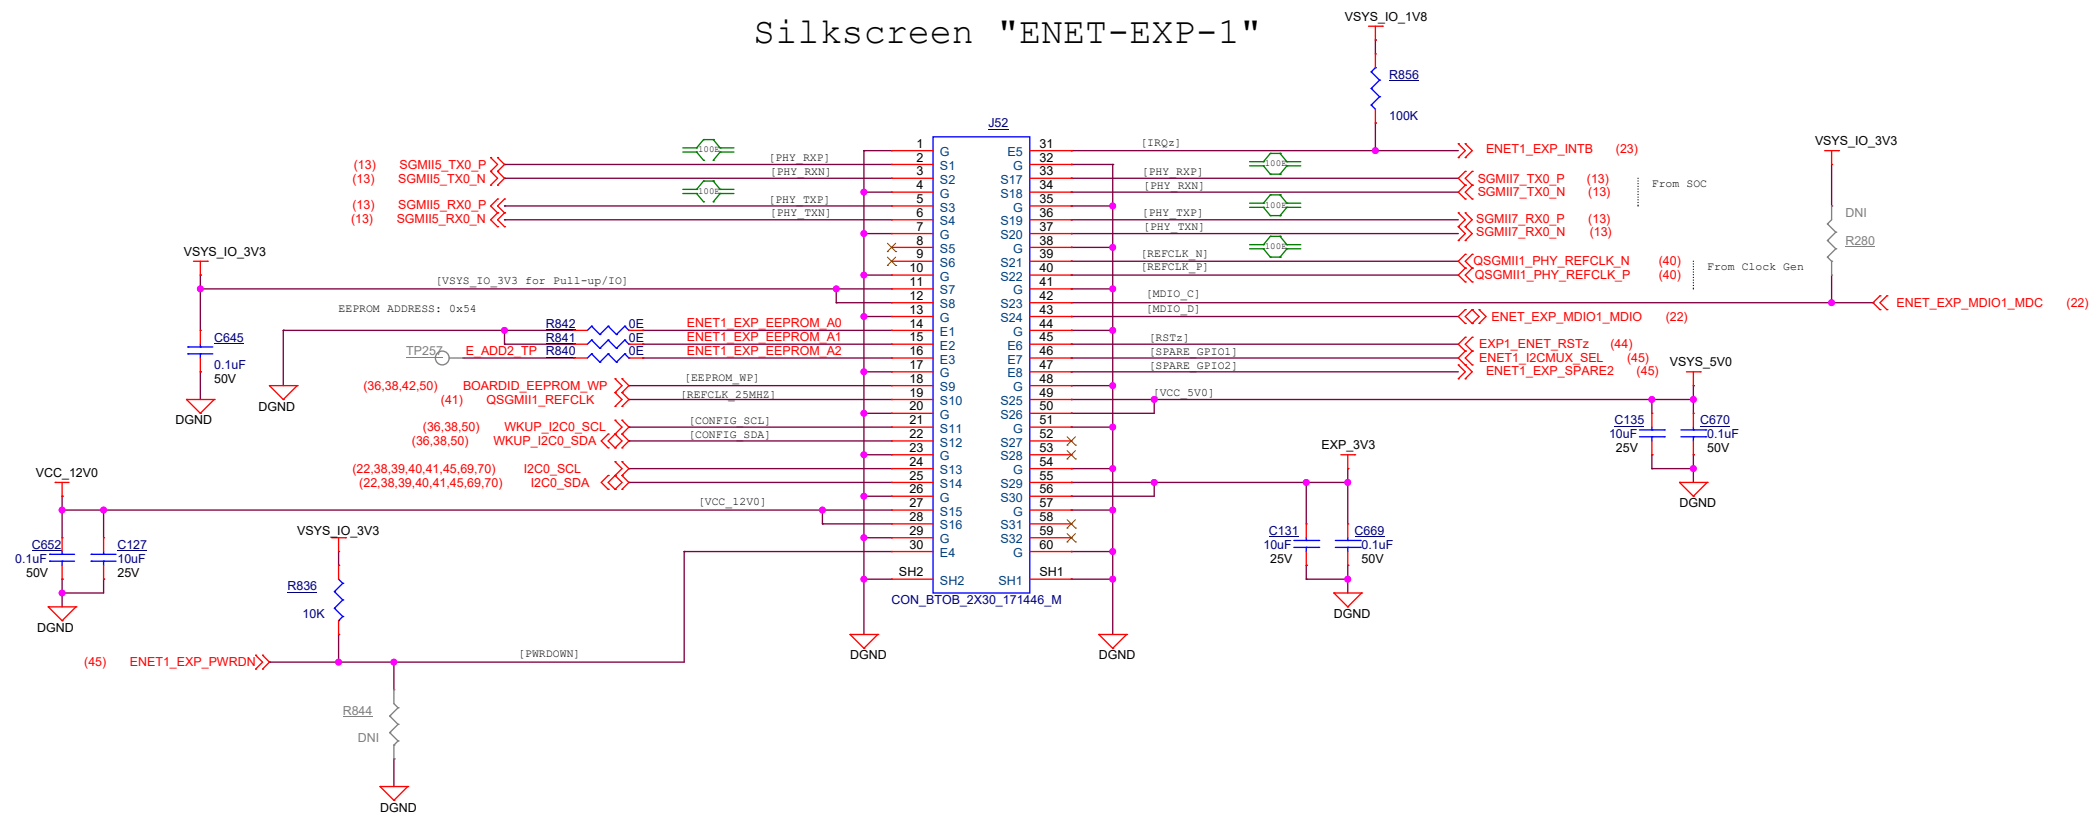 Silkscreen "ENET-EXP-1"
VSYS_IO_1V8
R856
100K
J52
VSYS_IO_3V3
DNI
R280
1 G
2 S1
3 S2
4 G
5 S3
6 S4
7 G
8 S5
9 S6
10 G
11 S7
12 S8
13 G
14 E1
15 E2
16 E3
17 G
18 S9
19 S10
20 G
21 S11
22 S12
23 G
24 S13
25 S14
26 G
27 S15
28 S16
29 G
30 E4
SH2 SH2
E5 31
G 32
S17 33
S18 34
G 35
S19 36
S20 37
G 38
S21 39
S22 40
G 41
S23 42
S24 43
G 44
E6 45
E7 46
E8 47
G 48
S25 49
S26 50
G 51
S27 52
S28 53
G 54
S29 55
S30 56
G 57
S31 58
S32 59
G 60
SH1 SH1
CON_BTOB_2X30_171446_M
(13) SGMII5_TX0_P [PHY_RXP]
(13) SGMII5_TX0_N [PHY_RXN]
(13) SGMII5_RX0_P [PHY_TXP]
(13) SGMII5_RX0_N [PHY_TXN]
100E
100E
VSYS_IO_3V3
[VSYS_IO_3V3 for Pull-up/IO]
EEPROM ADDRESS: 0x54
C645
0.1uF
50V
DGND
DGND
R842 0E ENET1_EXP_EEPROM_A0
R841 0E ENET1_EXP_EEPROM_A1
TP257 E_ADD2_TP R840 0E ENET1_EXP_EEPROM_A2
(36,38,42,50) BOARDID_EEPROM_WP [EEPROM_WP]
(41) QSGMII1_REFCLK [REFCLK_25MHZ]
(36,38,50) WKUP_I2C0_SCL [CONFIG_SCL]
(36,38,50) WKUP_I2C0_SDA [CONFIG_SDA]
(22,38,39,40,41,45,69,70) I2C0_SCL
(22,38,39,40,41,45,69,70) I2C0_SDA
VCC_12V0
[VCC_12V0]
C652
0.1uF
50V
C127
10uF
25V
DGND
VSYS_IO_3V3
R836
10K
(45) ENET1_EXP_PWRDN
[PWRDOWN]
R844
DNI
DGND
DGND
DGND
[IRQz] ENET1_EXP_INTB (23)
100E
[PHY_RXP] SGMII7_TX0_P (13)
[PHY_RXN] SGMII7_TX0_N (13)
From SOC
100E
[PHY_TXP] SGMII7_RX0_P (13)
[PHY_TXN] SGMII7_RX0_N (13)
100E
[REFCLK_N] QSGMII1_PHY_REFCLK_N (40)
[REFCLK_P] QSGMII1_PHY_REFCLK_P (40)
From Clock Gen
[MDIO_C] ENET_EXP_MDIO1_MDC (22)
[MDIO_D] ENET_EXP_MDIO1_MDIO (22)
[RSTz] EXP1_ENET_RSTz (44)
[SPARE_GPIO1] ENET1_I2CMUX_SEL (45)
[SPARE_GPIO2] ENET1_EXP_SPARE2 (45)
VSYS_5V0
[VCC_5V0]
C135
10uF
25V
C670
0.1uF
50V
DGND
EXP_3V3
C131
10uF
25V
C669
0.1uF
50V
DGND